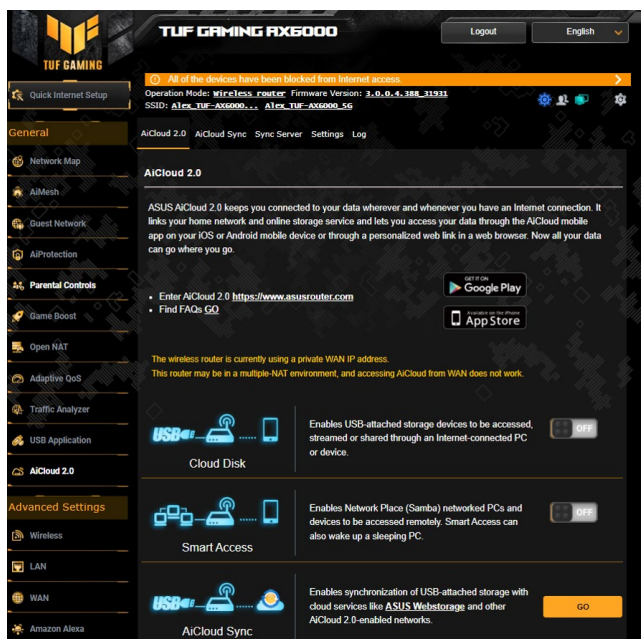 TUF GAMING
TUF GAMING AX6000
Logout
English
Quick Internet Setup
All of the devices have been blocked from Internet access.
Operation Mode: Wireless router Firmware Version: 3.0.0.4.388_31931
SSID: Alex_TUF-AX6000... Alex_TUF-AX6000_5G
General
Network Map
AiMesh
Guest Network
AiProtection
Parental Controls
Game Boost
Open NAT
Adaptive QoS
Traffic Analyzer
USB Application
AiCloud 2.0
Advanced Settings
Wireless
LAN
WAN
Amazon Alexa
AiCloud 2.0 AiCloud Sync Sync Server Settings Log
AiCloud 2.0
ASUS AiCloud 2.0 keeps you connected to your data wherever and whenever you have an Internet connection. It
links your home network and online storage service and lets you access your data through the AiCloud mobile
app on your iOS or Android mobile device or through a personalized web link in a web browser. Now all your data
can go where you go.
Enter AiCloud 2.0 https://www.asusrouter.com
Find FAQs GO
GET IT ON
Google Play
Available on the iPhone
App Store
The wireless router is currently using a private WAN IP address.
This router may be in a multiple-NAT environment, and accessing AiCloud from WAN does not work.
USB
Cloud Disk
Enables USB-attached storage devices to be accessed,
streamed or shared through an Internet-connected PC
or device.
OFF
Smart Access
Enables Network Place (Samba) networked PCs and
devices to be accessed remotely. Smart Access can
also wake up a sleeping PC.
OFF
USB
AiCloud Sync
Enables synchronization of USB-attached storage with
cloud services like ASUS Webstorage and other
AiCloud 2.0-enabled networks.
GO